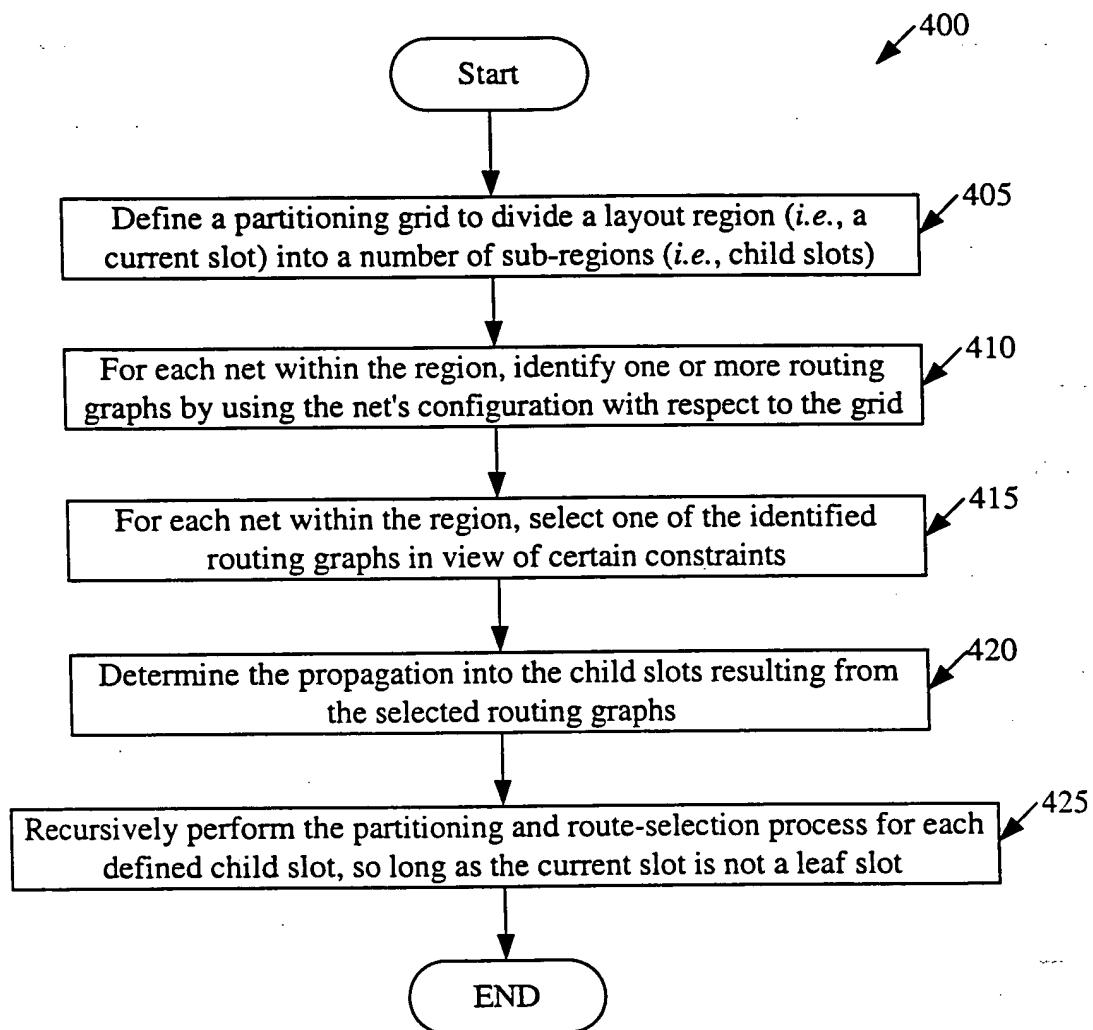 400
Start
405
Define a partitioning grid to divide a layout region (i.e., a
current slot) into a number of sub-regions (i.e., child slots)
410
For each net within the region, identify one or more routing
graphs by using the net's configuration with respect to the grid
415
For each net within the region, select one of the identified
routing graphs in view of certain constraints
420
Determine the propagation into the child slots resulting from
the selected routing graphs
425
Recursively perform the partitioning and route-selection process for each
defined child slot, so long as the current slot is not a leaf slot
END